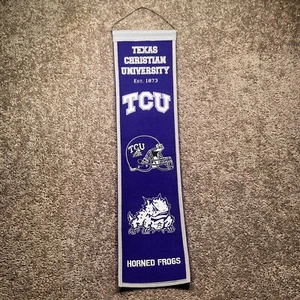 TEXAS
CHRISTIAN
UNIVERSITY
EST. 1873
TCU
TCU
HORNED FROGS